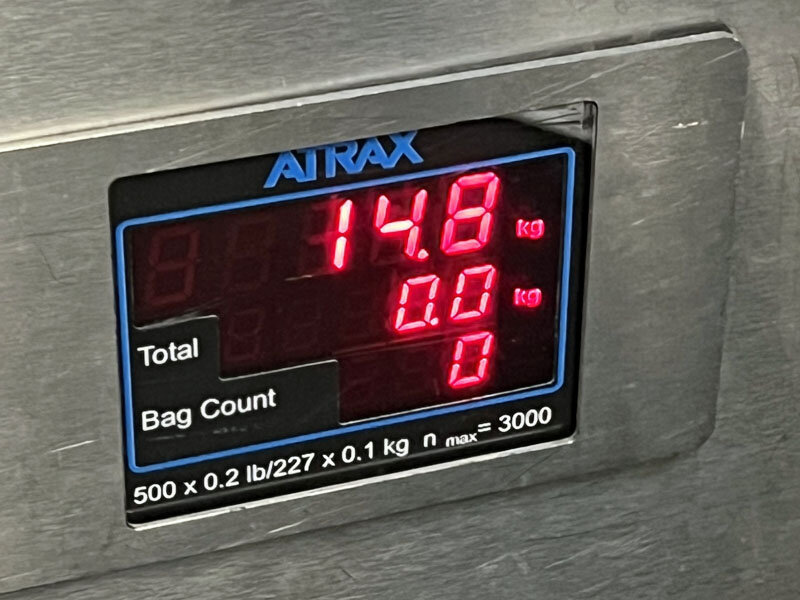 ATRAX
14.8 kg
0.0 kg
Total
0
Bag Count
500 x 0.2 lb/227 x 0.1 kg n max= 3000